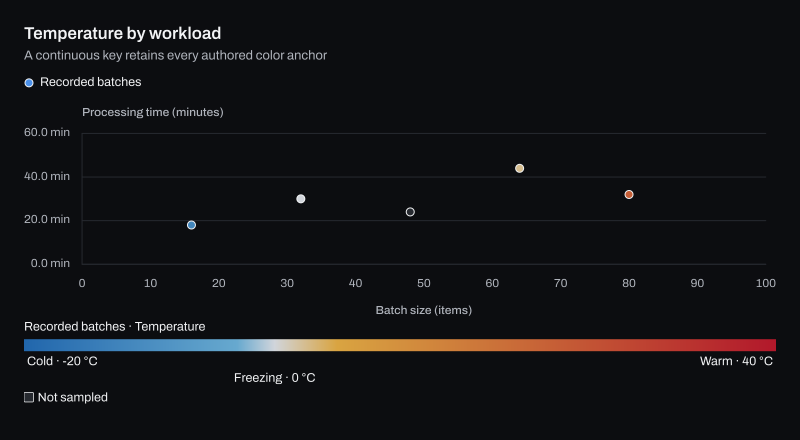 Temperature by workload
A continuous key retains every authored color anchor
Recorded batches
Processing time (minutes)
60.0 min
40.0 min
20.0 min
0.0 min
0 10 20 30 40 50 60 70 80 90 100
Batch size (items)
Recorded batches · Temperature
Cold · -20 °C
Warm · 40 °C
Freezing · 0 °C
Not sampled